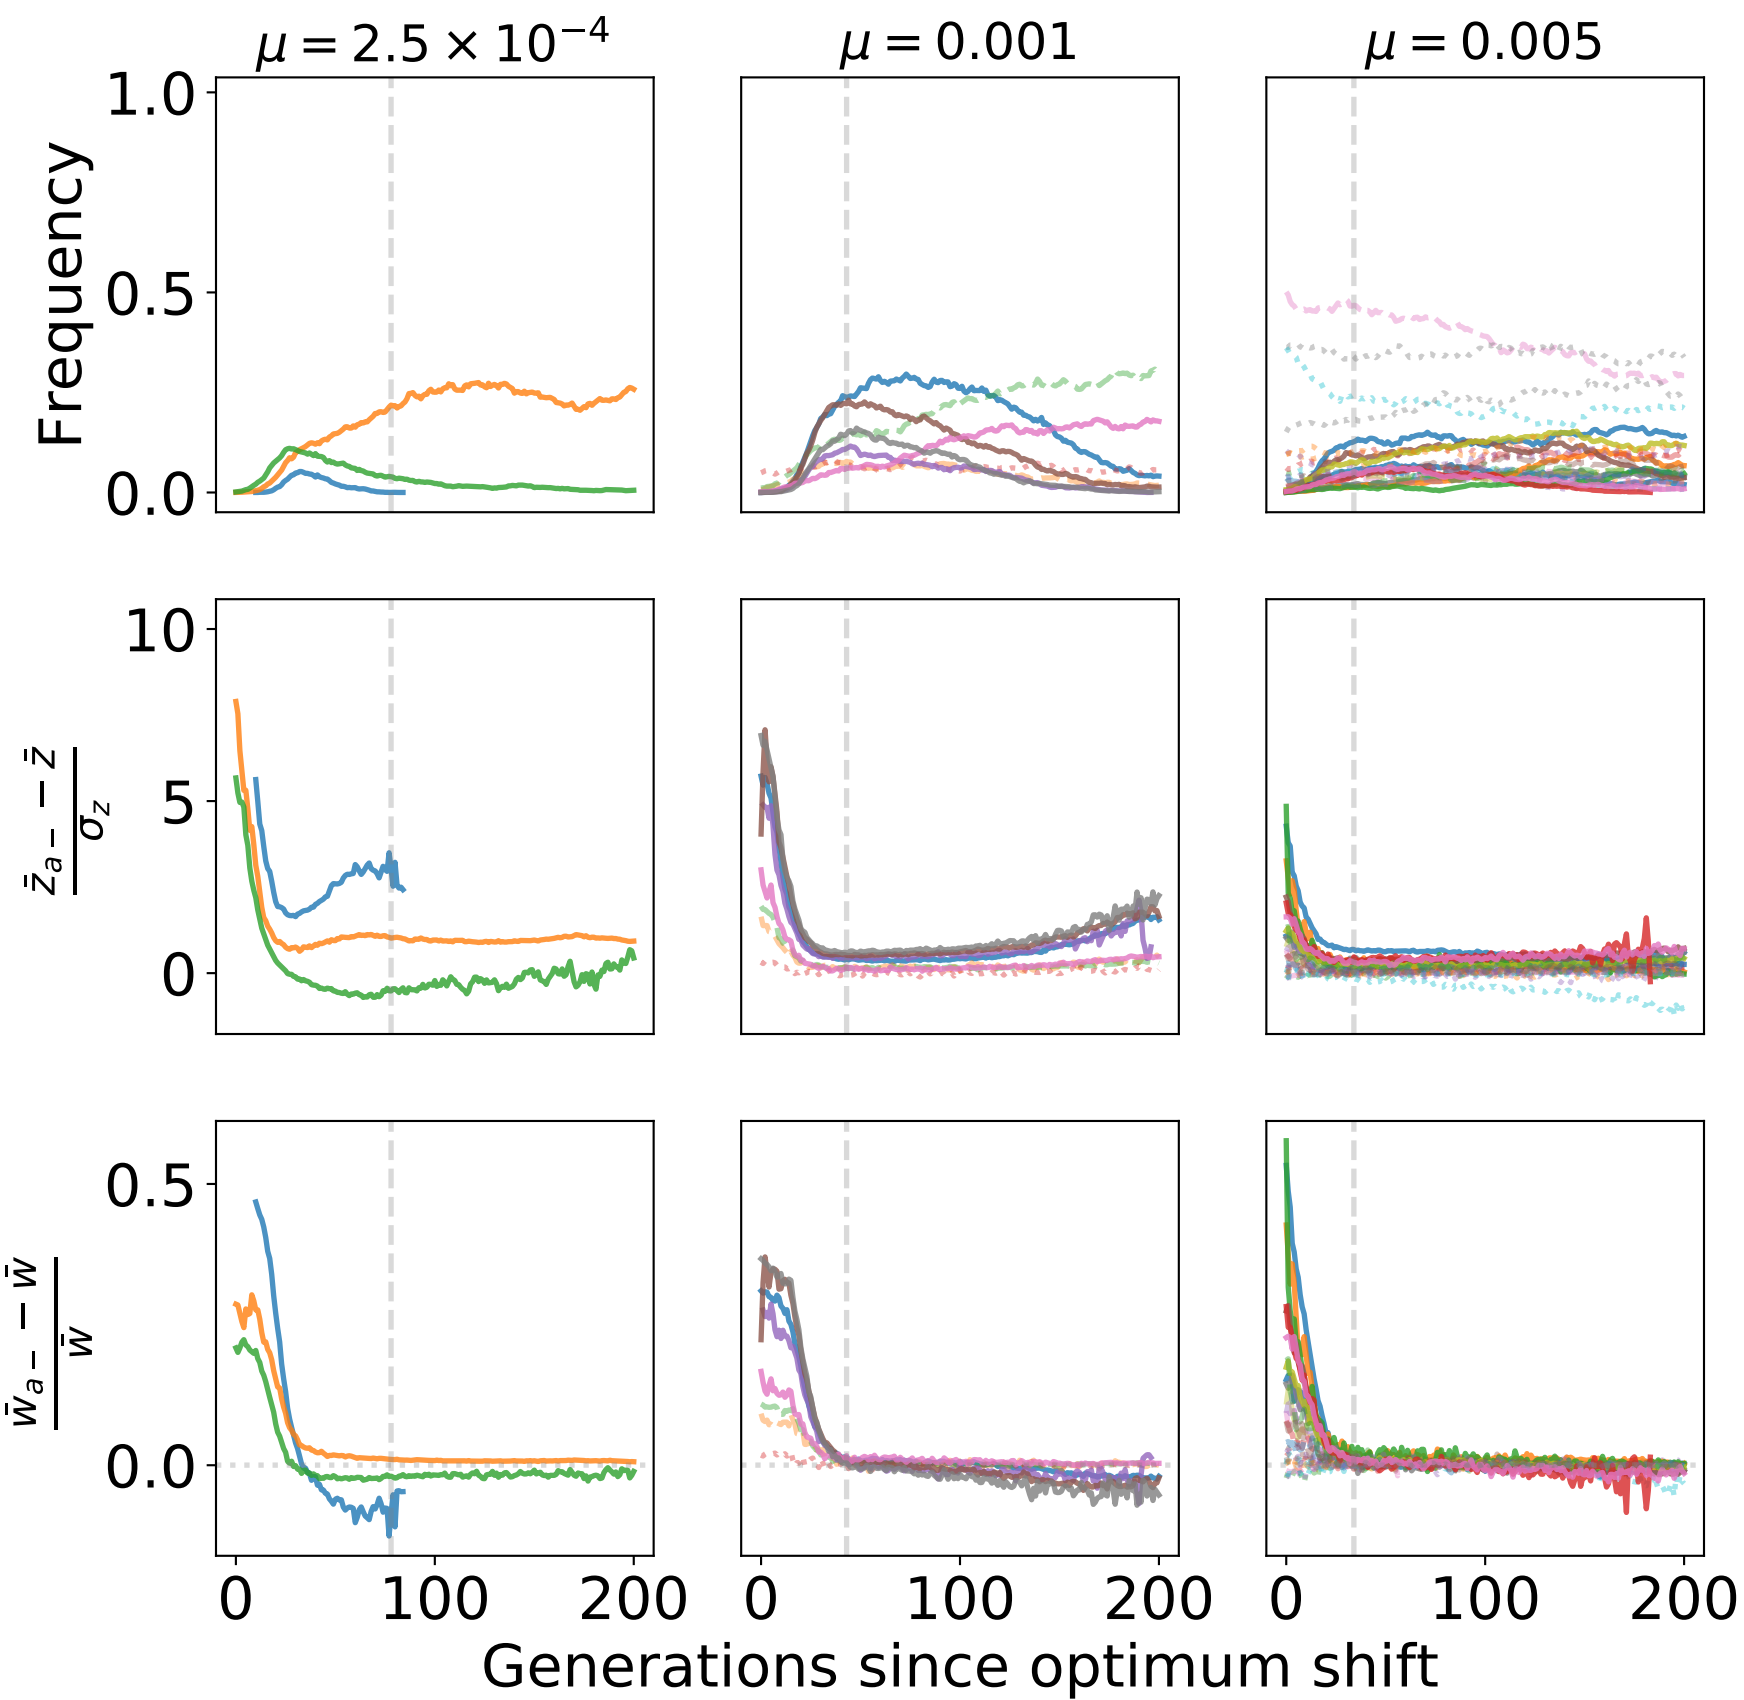 μ = 2.5 × 10⁻⁴
μ = 0.001
μ = 0.005
Frequency
1.0
0.5
0.0
z̄ₐ₋ − z̄
σ_z
10
5
0
w̄ₐ₋ − w̄
w̄
0.5
0.0
0 100 200
0 100 200
0 100 200
Generations since optimum shift